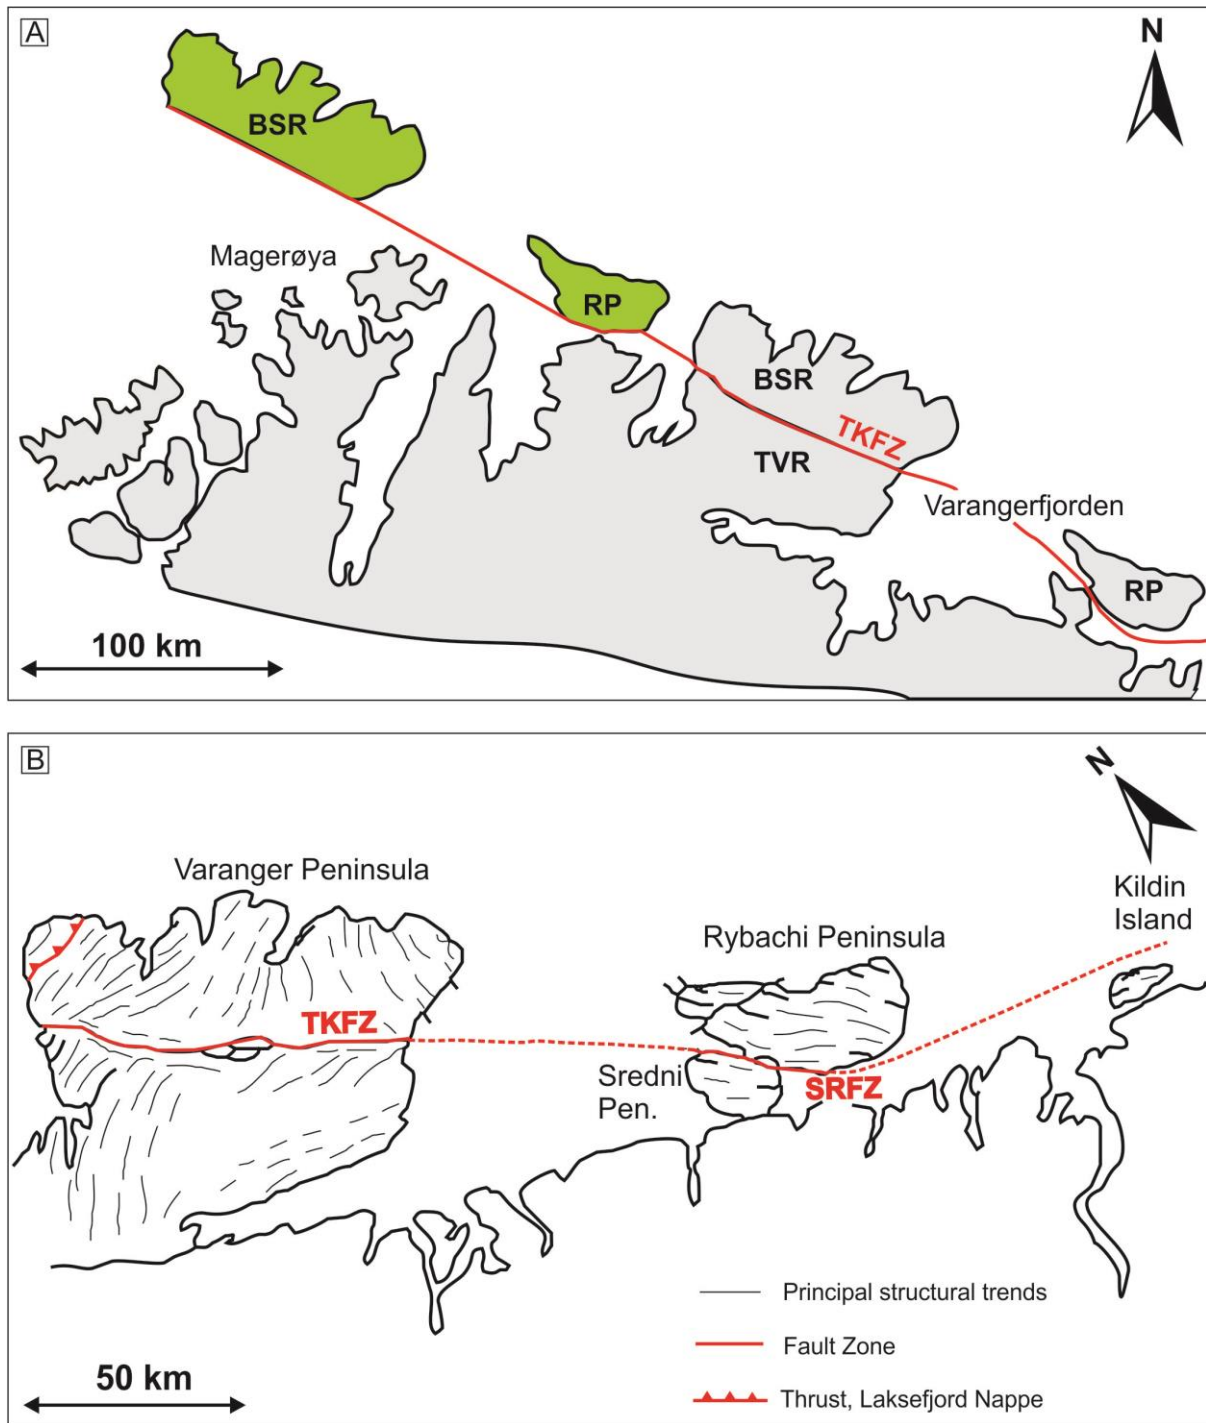 A
N
BSR
Magerøya
RP
BSR
TKFZ
TVR
Varangerfjorden
RP
100 km
B
N
Varanger Peninsula
Kildin
Island
Rybachi Peninsula
TKFZ
Sredni
Pen.
SRFZ
Principal structural trends
Fault Zone
50 km
Thrust, Laksefjord Nappe